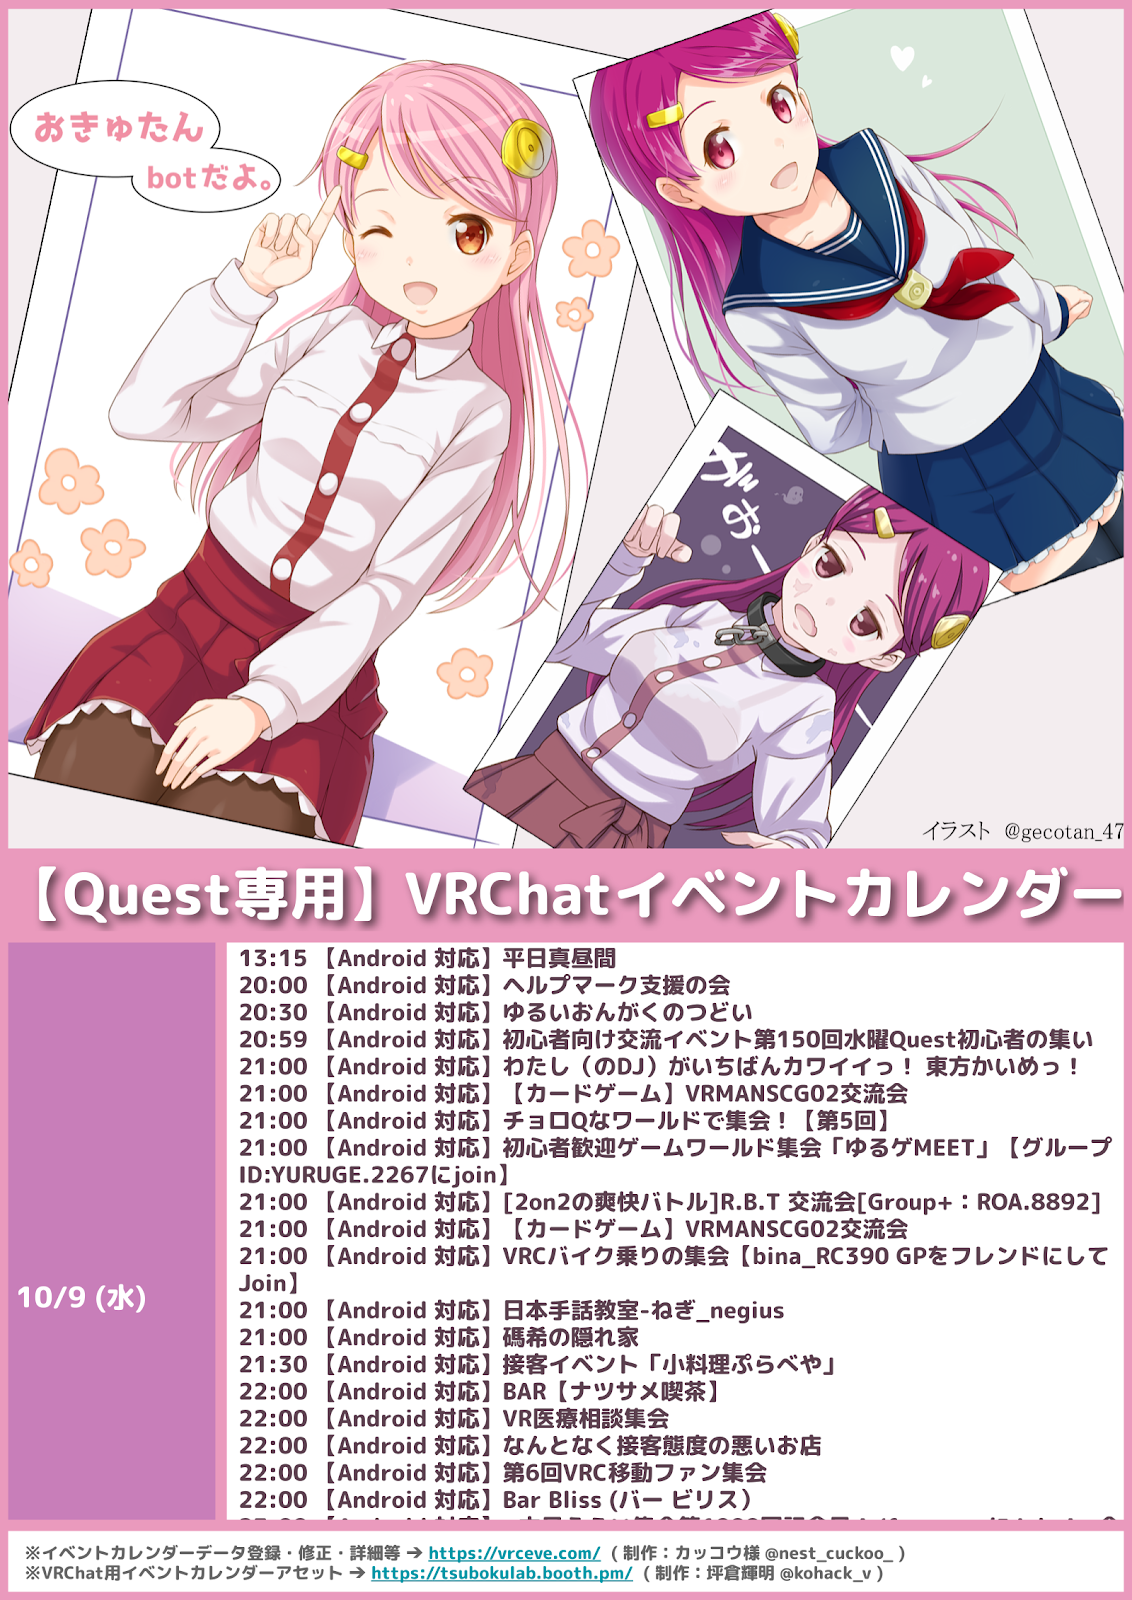 おきゅたん
botだよ。
がおー
イラスト @gecotan_47
【Quest専用】VRChatイベントカレンダー
10/9 (水)
13:15 【Android 対応】平日真昼間
20:00 【Android 対応】ヘルプマーク支援の会
20:30 【Android 対応】ゆるいおんがくのつどい
20:59 【Android 対応】初心者向け交流イベント第150回水曜Quest初心者の集い
21:00 【Android 対応】わたし（のDJ）がいちばんカワイイっ！ 東方かいめっ！
21:00 【Android 対応】【カードゲーム】VRMANSCG02交流会
21:00 【Android 対応】チョロQなワールドで集会！【第5回】
21:00 【Android 対応】初心者歓迎ゲームワールド集会「ゆるゲMEET」【グループ
ID:YURUGE.2267にjoin】
21:00 【Android 対応】[2on2の爽快バトル]R.B.T 交流会[Group+：ROA.8892]
21:00 【Android 対応】【カードゲーム】VRMANSCG02交流会
21:00 【Android 対応】VRCバイク乗りの集会【bina_RC390 GPをフレンドにして
Join】
21:00 【Android 対応】日本手話教室-ねぎ_negius
21:00 【Android 対応】碼希の隠れ家
21:30 【Android 対応】接客イベント「小料理ぷらべや」
22:00 【Android 対応】BAR【ナツサメ喫茶】
22:00 【Android 対応】VR医療相談集会
22:00 【Android 対応】なんとなく接客態度の悪いお店
22:00 【Android 対応】第6回VRC移動ファン集会
22:00 【Android 対応】Bar Bliss (バー ビリス）
※イベントカレンダーデータ登録・修正・詳細等 ➔ https://vrceve.com/ ( 制作：カッコウ様 @nest_cuckoo_ )
※VRChat用イベントカレンダーアセット ➔ https://tsubokulab.booth.pm/ ( 制作：坪倉輝明 @kohack_v )